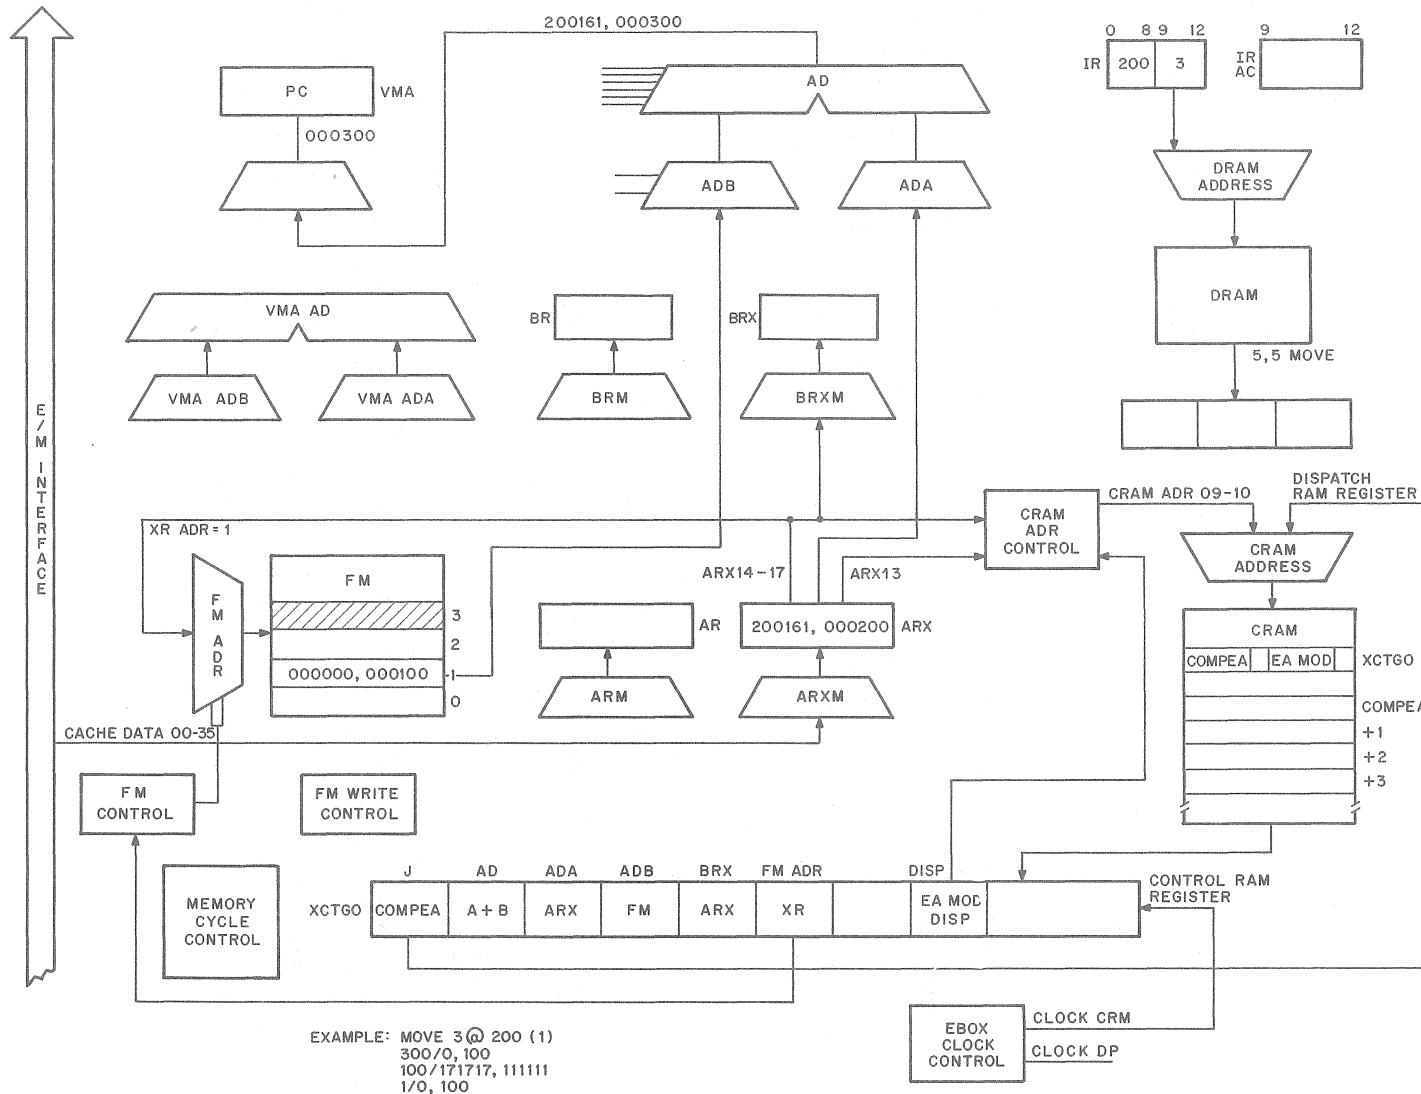 200161, 000300
0 8 9 12
9 12
IR 200 3
IR
AC
PC VMA
AD
000300
ADB
ADA
DRAM
ADDRESS
DRAM
5,5 MOVE
VMA AD
BR
BRX
VMA ADB
VMA ADA
BRM
BRXM
E/M INTERFACE
CRAM ADR 09-10
DISPATCH
RAM REGISTER
CRAM
ADR
CONTROL
XR ADR=1
CRAM
ADDRESS
FM ADR
FM
3
2
000000, 000100 1
0
ARX14-17
ARX13
AR
200161, 000200 ARX
ARM
ARXM
CRAM
COMPEA EA MOD XCTGO
COMPEA
+1
+2
+3
CACHE DATA 00-35
FM
CONTROL
FM WRITE
CONTROL
MEMORY
CYCLE
CONTROL
J AD ADA ADB BRX FM ADR DISP
XCTGO COMPEA A+B ARX FM ARX XR EA MOD
DISP
CONTROL RAM
REGISTER
EBOX
CLOCK
CONTROL
CLOCK CRM
CLOCK DP
EXAMPLE: MOVE 3@ 200 (1)
300/0, 100
100/171717, 111111
1/0, 100